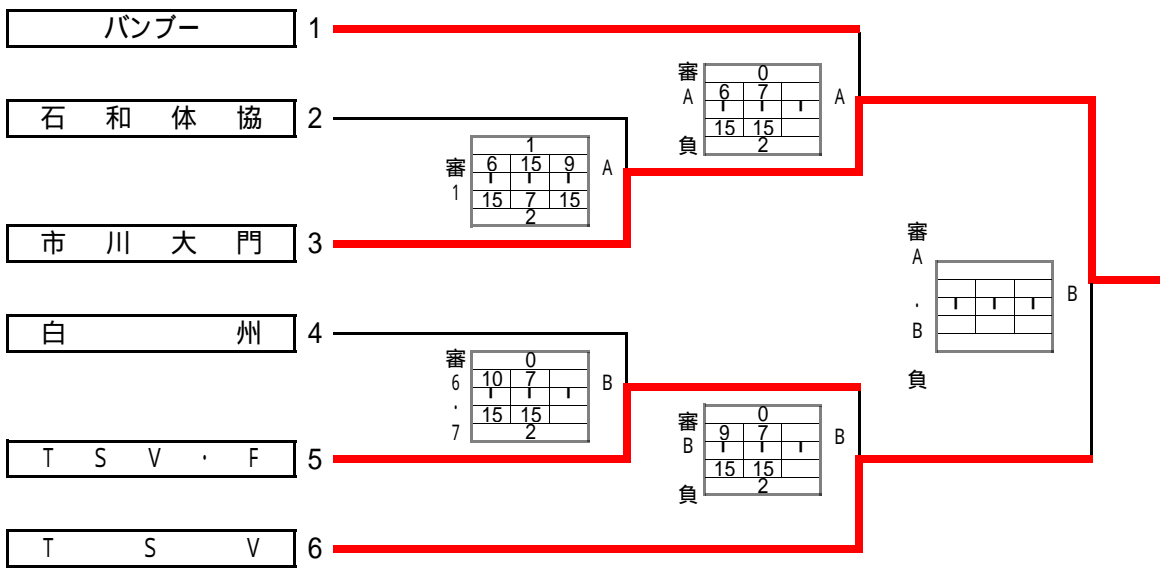 バンブー 1
審 0
A 6 7 A
15 15
負 2
石 和 体 協 2
1
審 6 15 9 A
1 15 7 15
2
市 川 大 門 3
審
A
・ B
B
負
白 州 4
審 0
6 10 7 B
・ 15 15
7 2
審 0
B 9 7 B
15 15
負 2
T S V ・ F 5
T S V 6